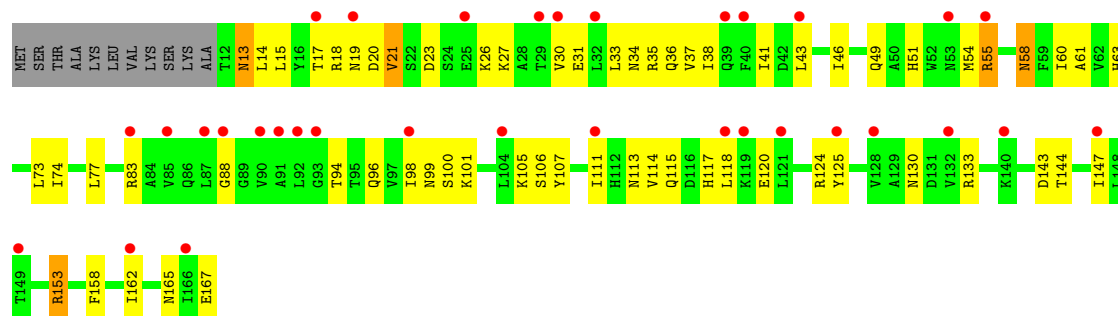 MET SER THR ALA LYS LEU VAL LYS SER LYS ALA T12 N13 L14 L15 Y16 T17 R18 N19 D20 V21 S22 D23 S24 E25 K26 K27 A28 T29 V30 E31 L32 L33 N34 R35 Q36 V37 I38 Q39 F40 I41 D42 L43 I46 Q49 A50 H51 W52 N53 M54 R55 N58 F59 I60 A61 V62 H63
L73 I74 L77 R83 A84 V85 Q86 L87 G88 G89 V90 A91 L92 G93 T94 T95 Q96 V97 I98 N99 S100 K101 L104 K105 S106 Y107 I111 H112 N113 V114 Q115 D116 H117 L118 K119 E120 L121 R124 Y125 V128 A129 N130 D131 V132 R133 K140 D143 T144 I147 L148
T149 R153 F158 I162 N165 I166 E167